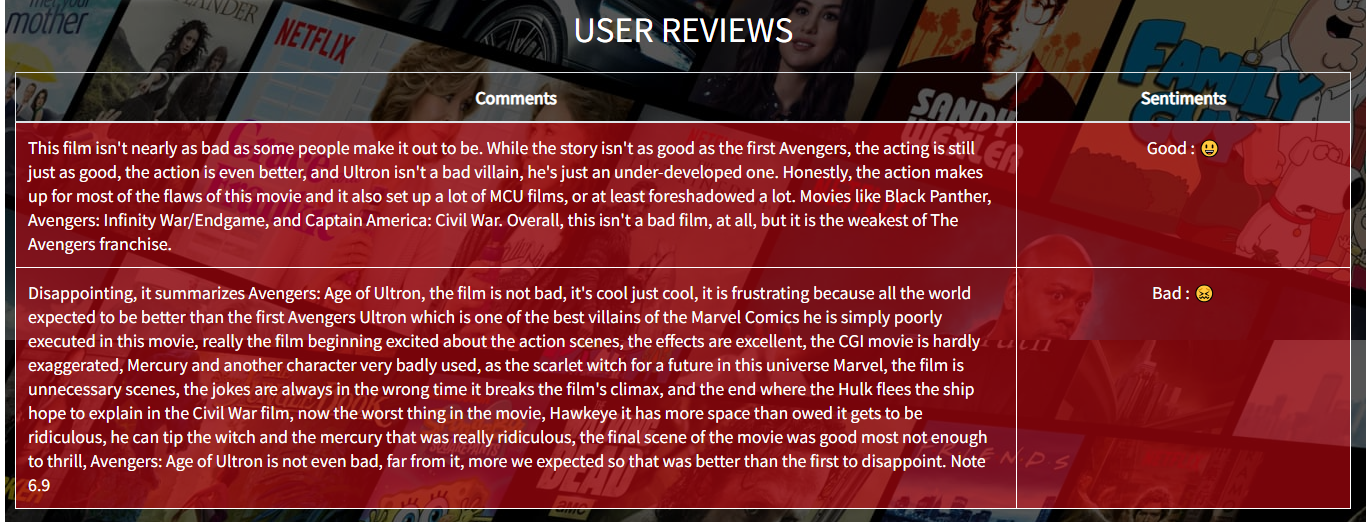 mother
NETFLIX
USER REVIEWS
FAMILY
GUY
SANDY
WEXLER
Comments
Sentiments
This film isn't nearly as bad as some people make it out to be. While the story isn't as good as the first Avengers, the acting is still
just as good, the action is even better, and Ultron isn't a bad villain, he's just an under-developed one. Honestly, the action makes
up for most of the flaws of this movie and it also set up a lot of MCU films, or at least foreshadowed a lot. Movies like Black Panther,
Avengers: Infinity War/Endgame, and Captain America: Civil War. Overall, this isn't a bad film, at all, but it is the weakest of The
Avengers franchise.
Good : 😃
Disappointing, it summarizes Avengers: Age of Ultron, the film is not bad, it's cool just cool, it is frustrating because all the world
expected to be better than the first Avengers Ultron which is one of the best villains of the Marvel Comics he is simply poorly
executed in this movie, really the film beginning excited about the action scenes, the effects are excellent, the CGI movie is hardly
exaggerated, Mercury and another character very badly used, as the scarlet witch for a future in this universe Marvel, the film is
unnecessary scenes, the jokes are always in the wrong time it breaks the film's climax, and the end where the Hulk flees the ship
hope to explain in the Civil War film, now the worst thing in the movie, Hawkeye it has more space than owed it gets to be
ridiculous, he can tip the witch and the mercury that was really ridiculous, the final scene of the movie was good most not enough
to thrill, Avengers: Age of Ultron is not even bad, far from it, more we expected so that was better than the first to disappoint. Note
6.9
Bad : 😖
DEAD
AMC